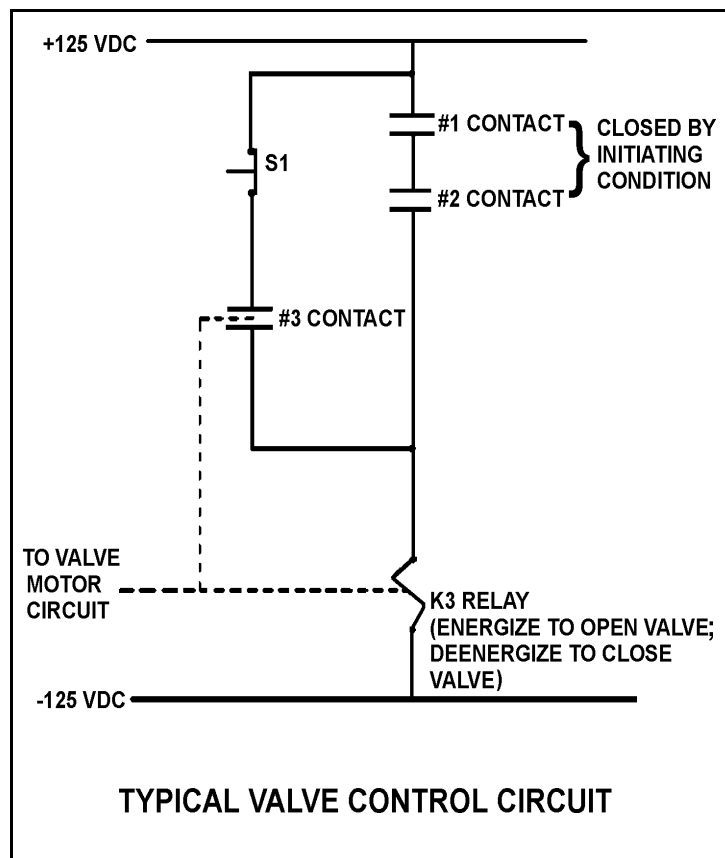 +125 VDC
#1 CONTACT
CLOSED BY
INITIATING
CONDITION
S1
#2 CONTACT
#3 CONTACT
TO VALVE
MOTOR
CIRCUIT
K3 RELAY
(ENERGIZE TO OPEN VALVE;
DEENERGIZE TO CLOSE
VALVE)
-125 VDC
TYPICAL VALVE CONTROL CIRCUIT